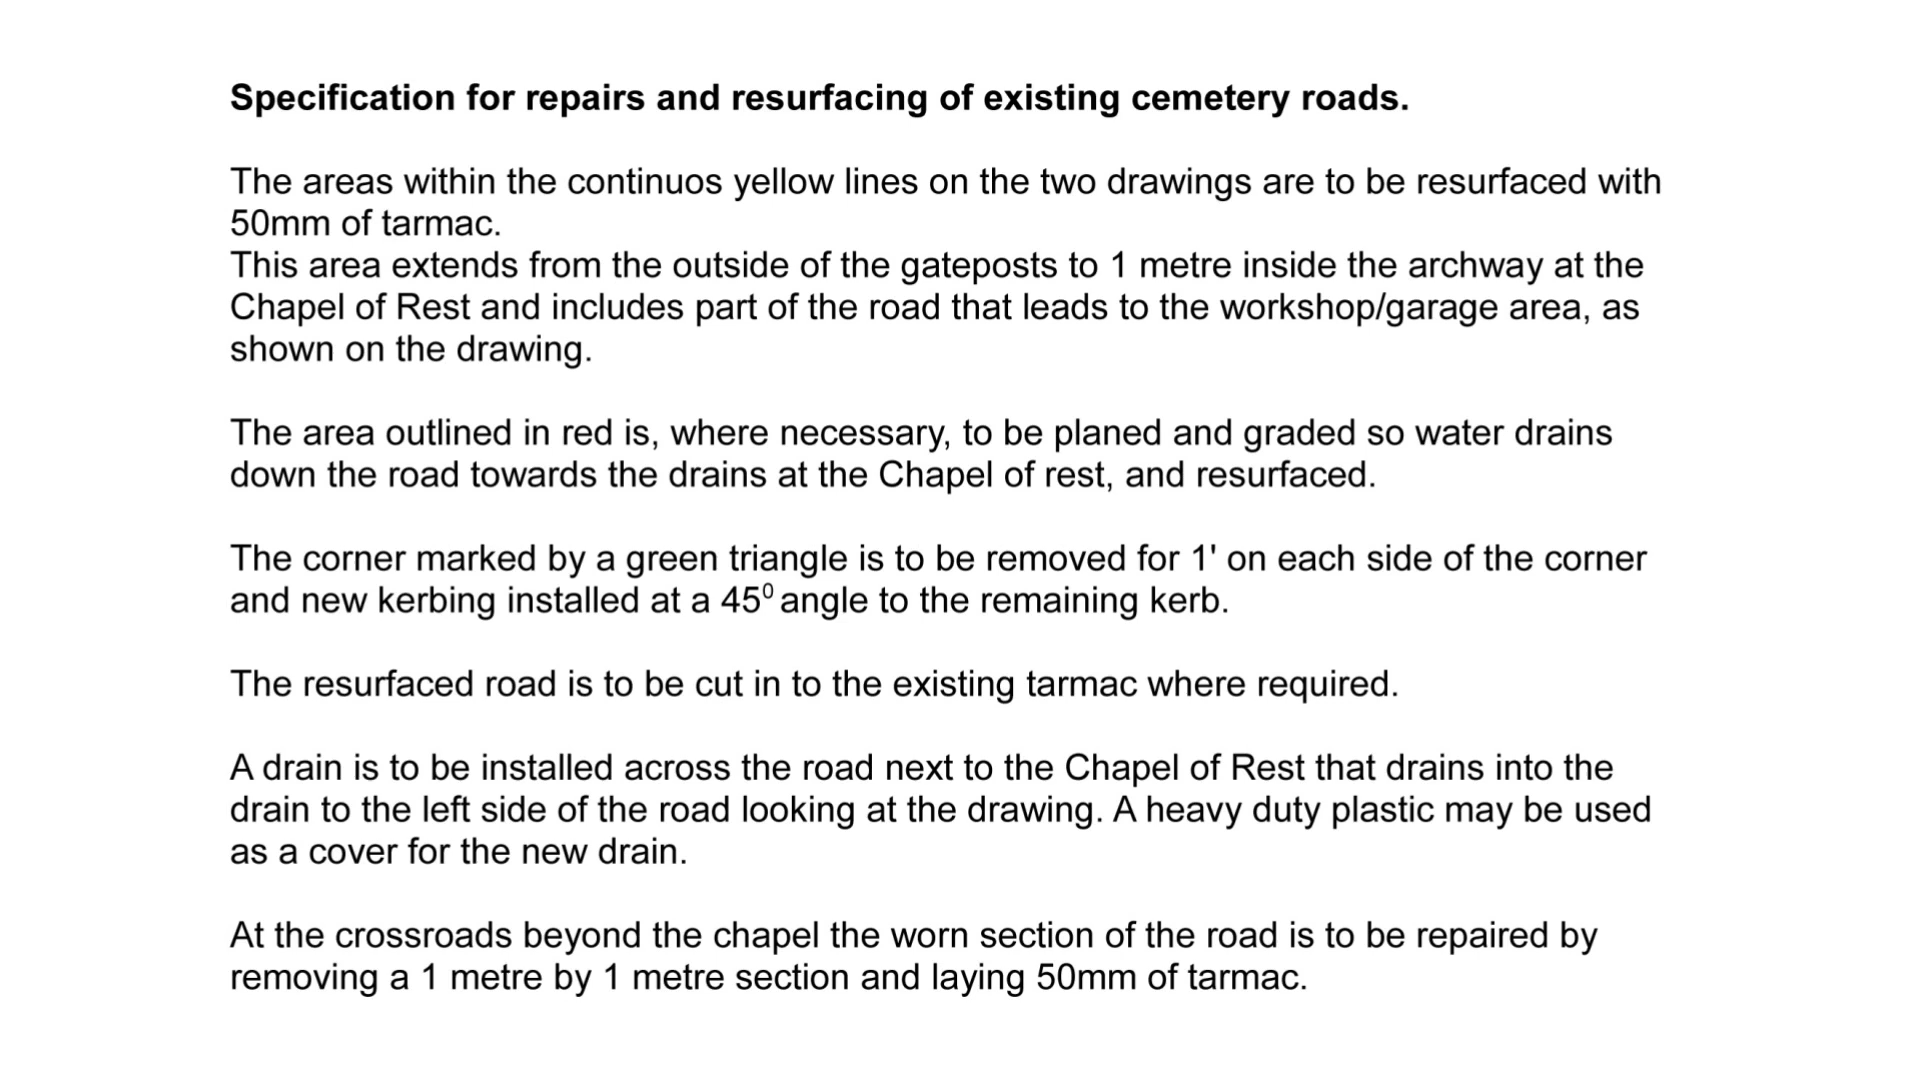 Specification for repairs and resurfacing of existing cemetery roads.
The areas within the continuos yellow lines on the two drawings are to be resurfaced with
50mm of tarmac.
This area extends from the outside of the gateposts to 1 metre inside the archway at the
Chapel of Rest and includes part of the road that leads to the workshop/garage area, as
shown on the drawing.
The area outlined in red is, where necessary, to be planed and graded so water drains
down the road towards the drains at the Chapel of rest, and resurfaced.
The corner marked by a green triangle is to be removed for 1' on each side of the corner
and new kerbing installed at a 45⁰ angle to the remaining kerb.
The resurfaced road is to be cut in to the existing tarmac where required.
A drain is to be installed across the road next to the Chapel of Rest that drains into the
drain to the left side of the road looking at the drawing. A heavy duty plastic may be used
as a cover for the new drain.
At the crossroads beyond the chapel the worn section of the road is to be repaired by
removing a 1 metre by 1 metre section and laying 50mm of tarmac.